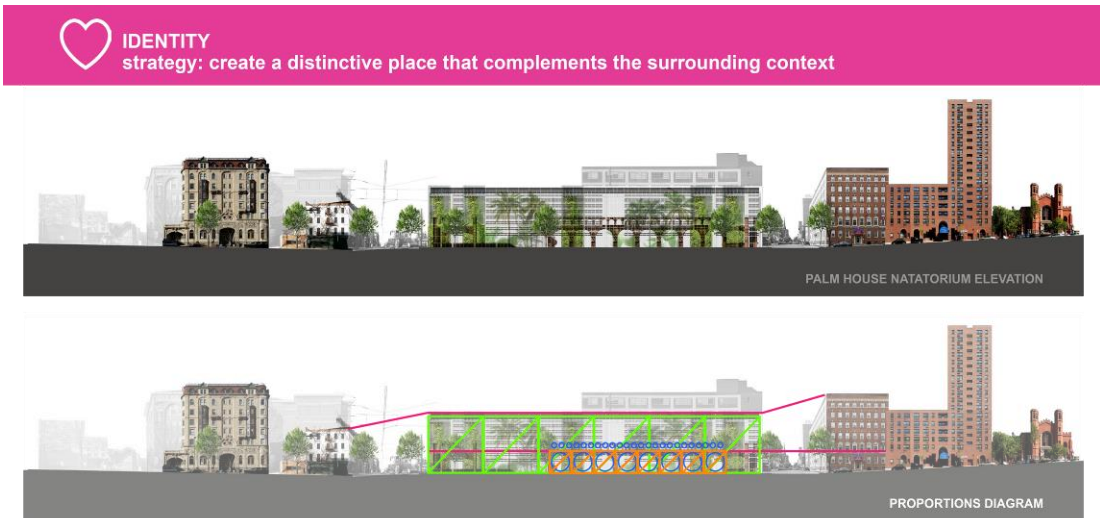 IDENTITY
strategy: create a distinctive place that complements the surrounding context
PALM HOUSE NATATORIUM ELEVATION
PROPORTIONS DIAGRAM